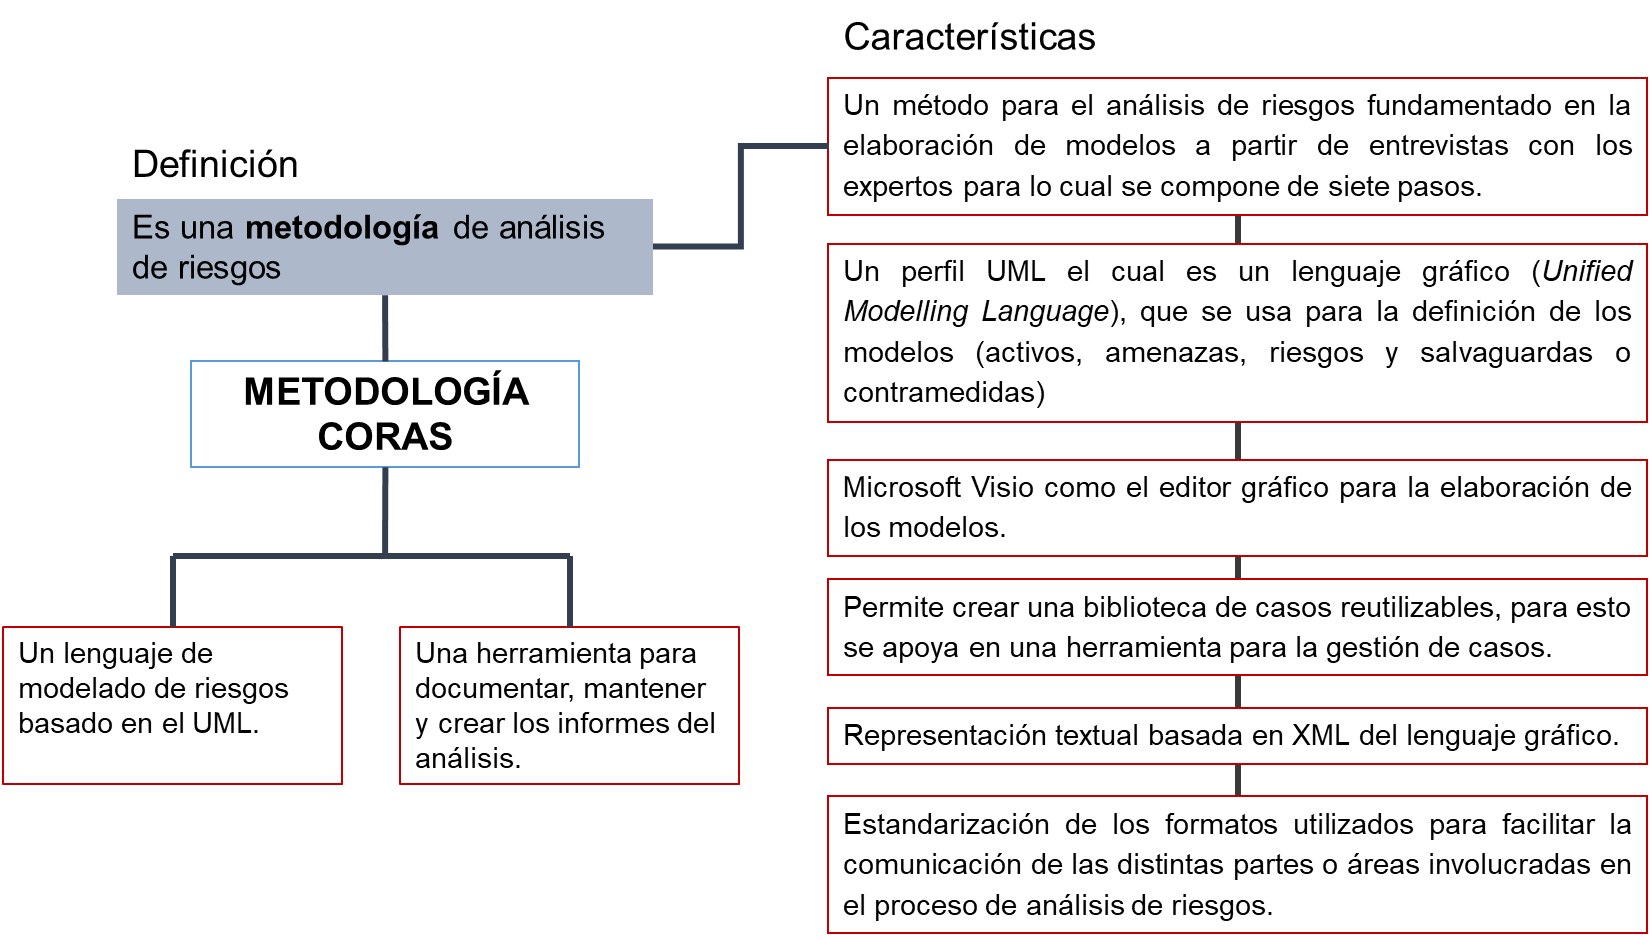 Definición
Es una metodología de análisis
de riesgos
METODOLOGÍA
CORAS
Un lenguaje de
modelado de riesgos
basado en el UML.
Una herramienta para
documentar, mantener
y crear los informes del
análisis.
Características
Un método para el análisis de riesgos fundamentado en la
elaboración de modelos a partir de entrevistas con los
expertos para lo cual se compone de siete pasos.
Un perfil UML el cual es un lenguaje gráfico (Unified
Modelling Language), que se usa para la definición de los
modelos (activos, amenazas, riesgos y salvaguardas o
contramedidas)
Microsoft Visio como el editor gráfico para la elaboración de
los modelos.
Permite crear una biblioteca de casos reutilizables, para esto
se apoya en una herramienta para la gestión de casos.
Representación textual basada en XML del lenguaje gráfico.
Estandarización de los formatos utilizados para facilitar la
comunicación de las distintas partes o áreas involucradas en
el proceso de análisis de riesgos.